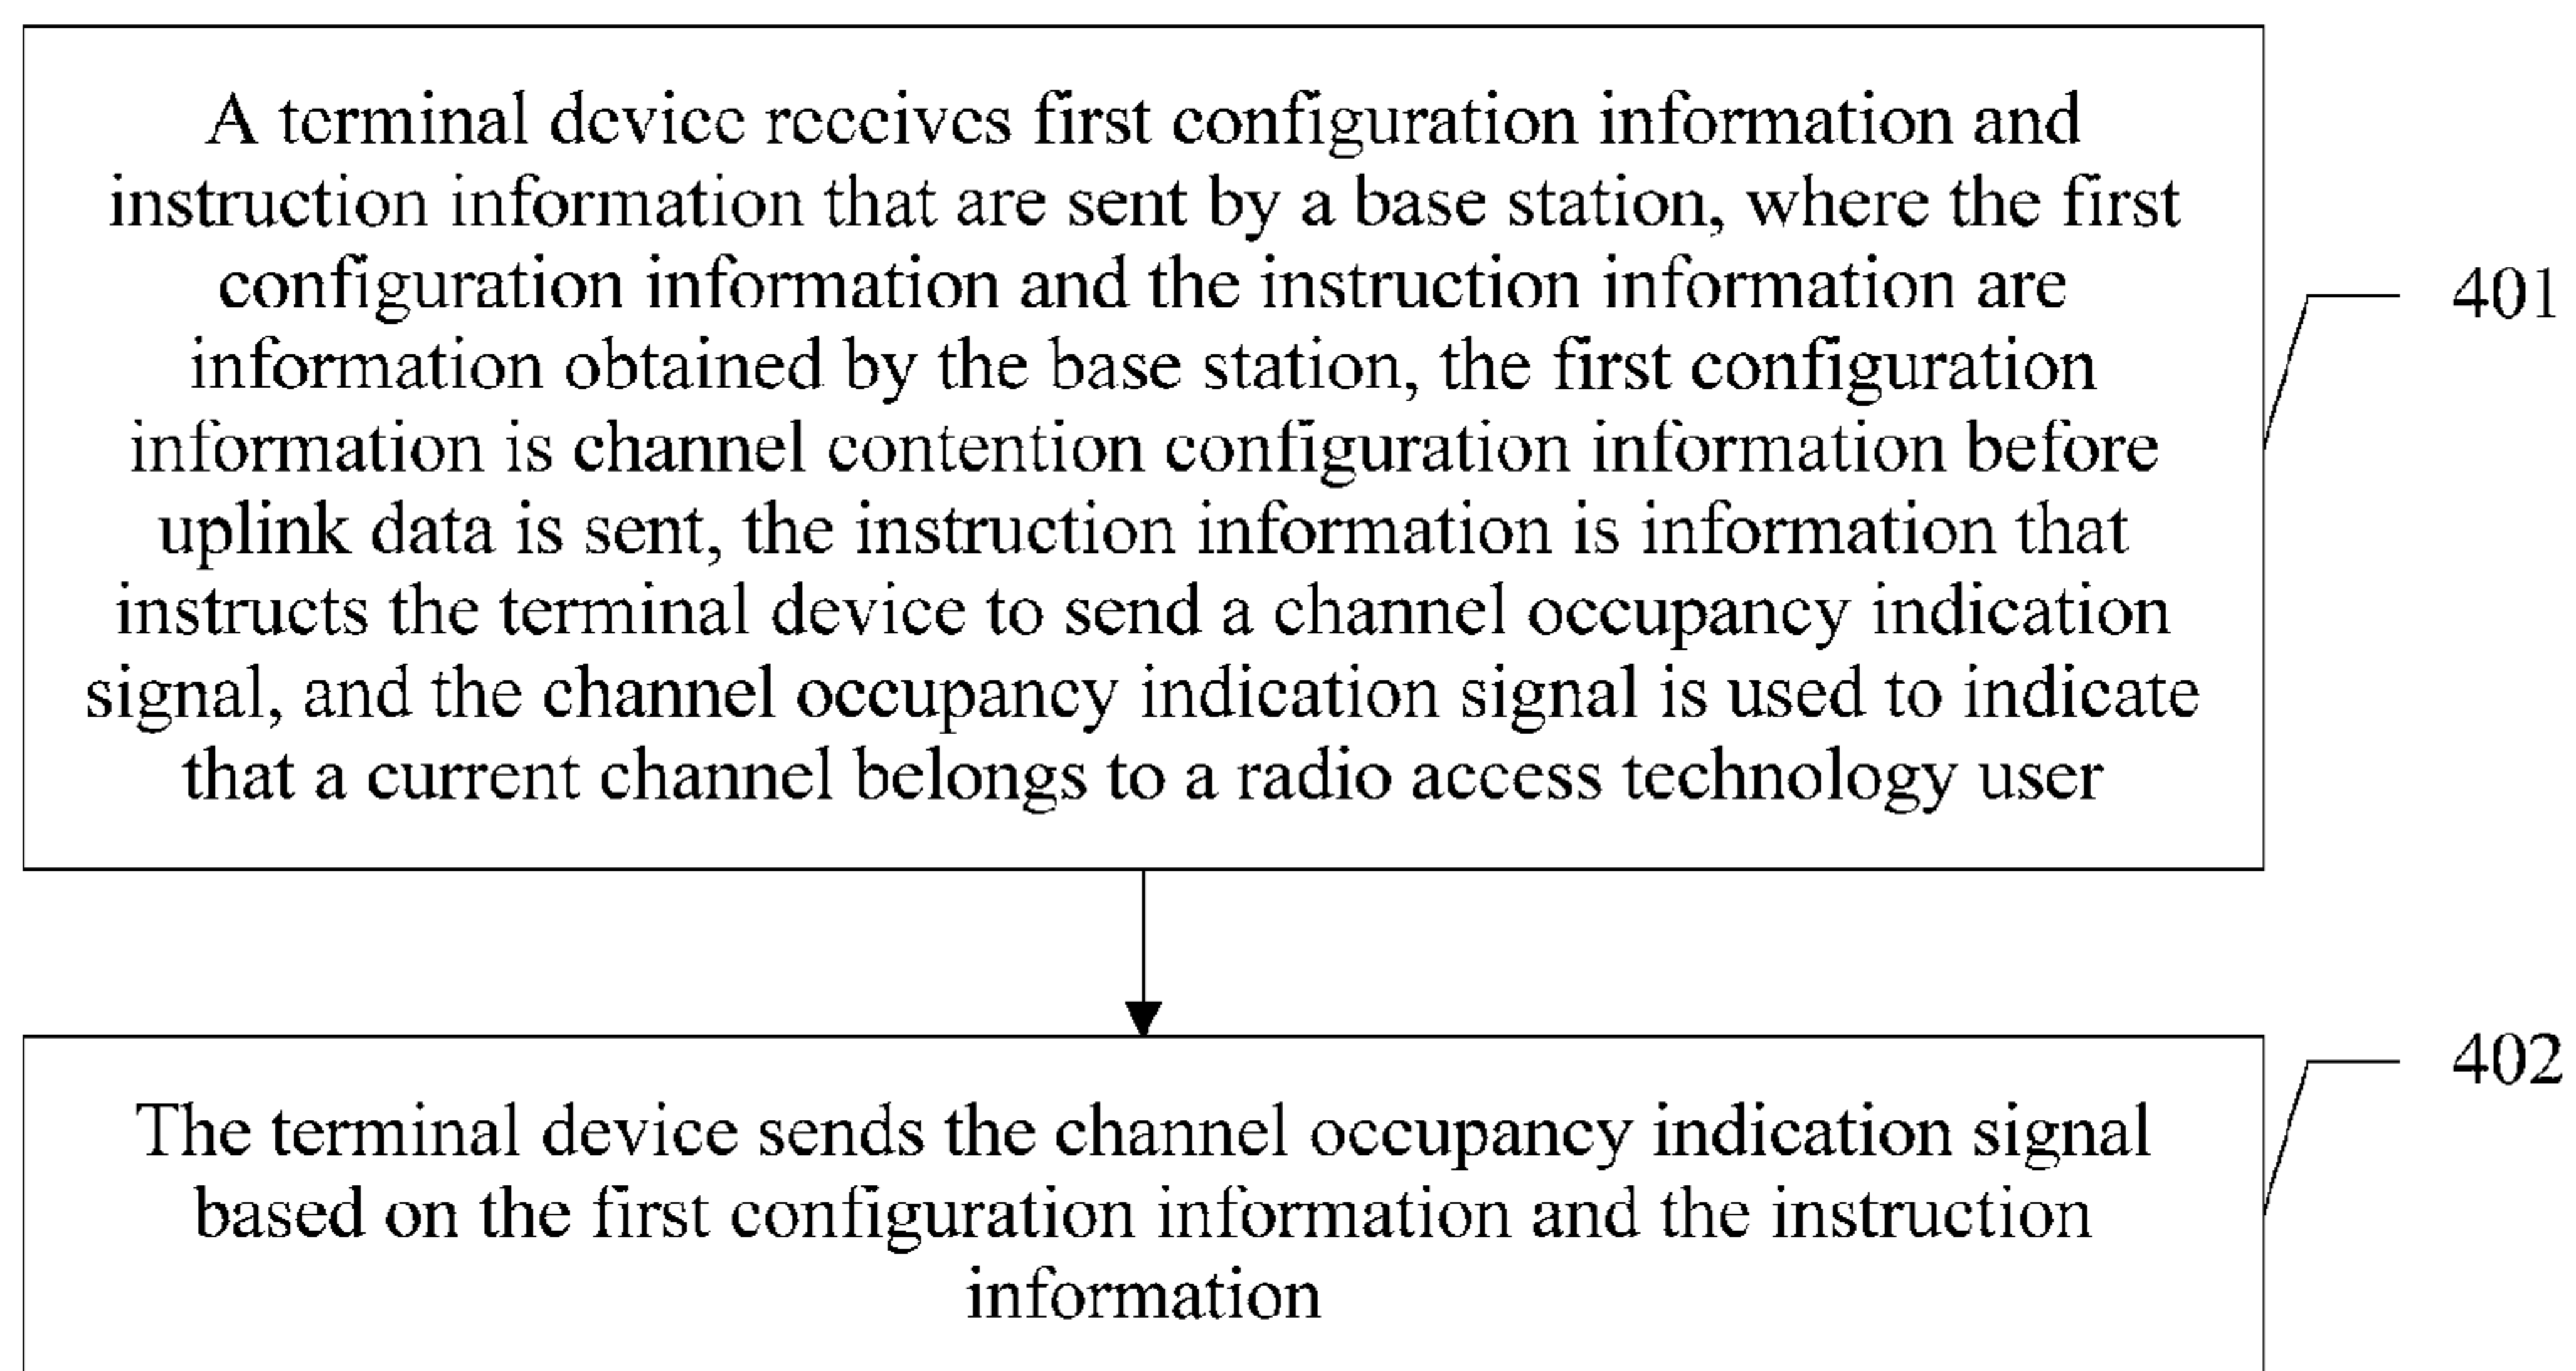 A terminal device receives first configuration information and
instruction information that are sent by a base station, where the first
configuration information and the instruction information are
information obtained by the base station, the first configuration
information is channel contention configuration information before
uplink data is sent, the instruction information is information that
instructs the terminal device to send a channel occupancy indication
signal, and the channel occupancy indication signal is used to indicate
that a current channel belongs to a radio access technology user
401
The terminal device sends the channel occupancy indication signal
based on the first configuration information and the instruction
information
402